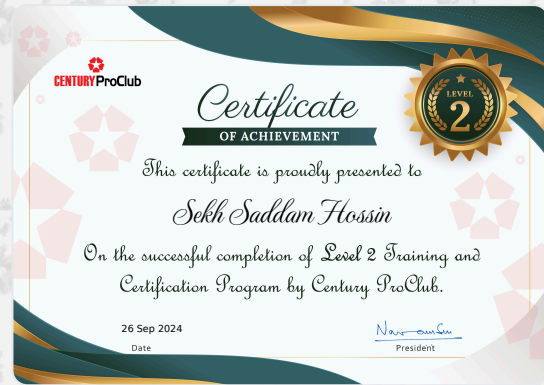 CENTURY ProClub
LEVEL
2
Certificate
OF ACHIEVEMENT
This certificate is proudly presented to
Sekh Saddam Hossin
On the successful completion of Level 2 Training and
Certification Program by Century ProClub.
26 Sep 2024
Date
President